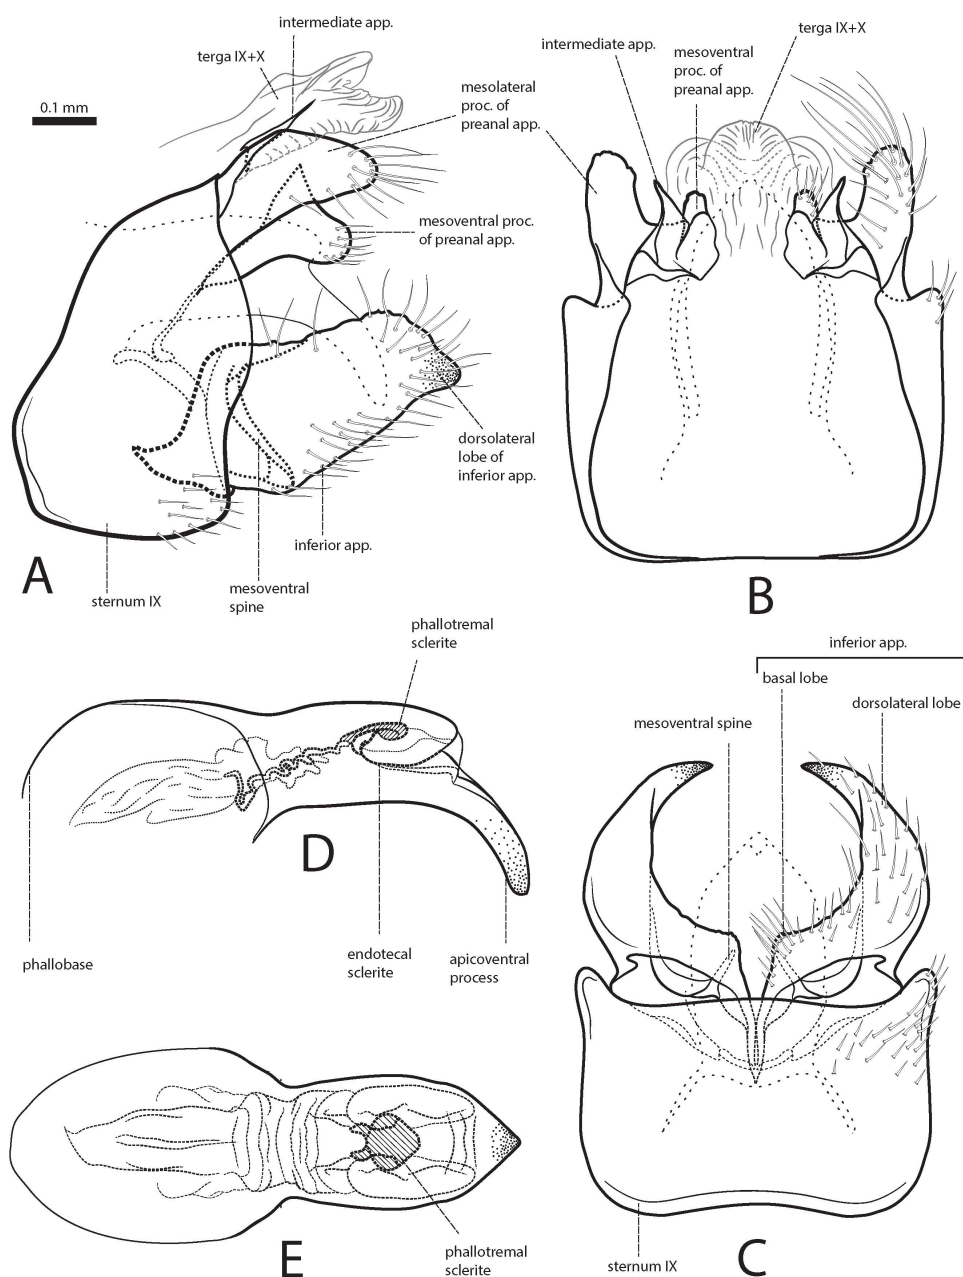 intermediate app.
terga IX+X
0.1 mm
mesolateral
proc. of
preanal app.
mesoventral proc.
of preanal app.
dorsolateral
lobe of
inferior app.
inferior app.
mesoventral
spine
sternum IX
A
intermediate app.
mesoventral
proc. of
preanal app.
terga IX+X
B
phallotremal
sclerite
D
phallobase
endotecal
sclerite
apicoventral
process
inferior app.
basal lobe
dorsolateral lobe
mesoventral spine
sternum IX
C
E
phallotremal
sclerite